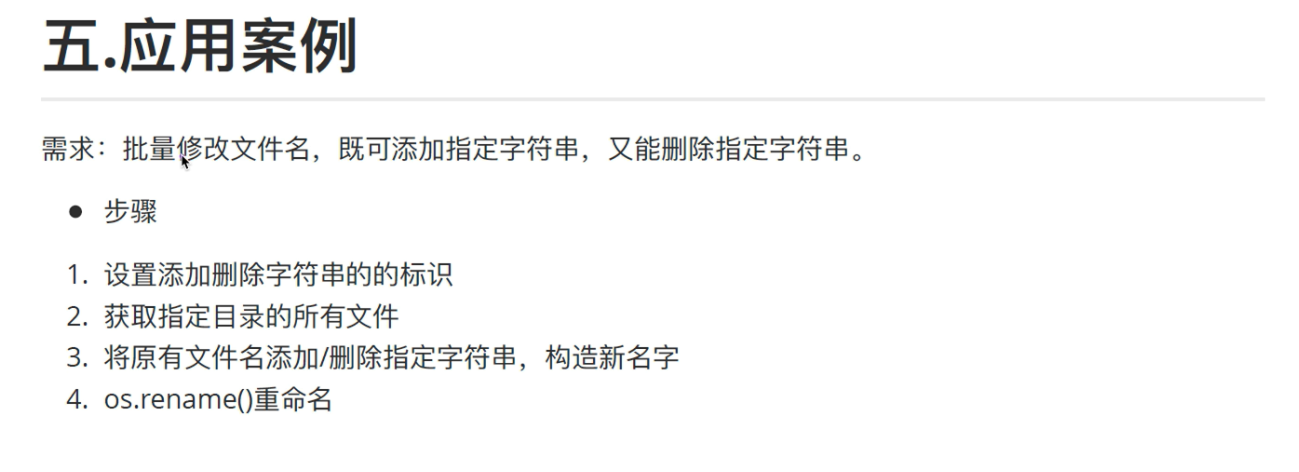 五.应用案例
需求：批量修改文件名，既可添加指定字符串，又能删除指定字符串。
● 步骤
1. 设置添加删除字符串的的标识
2. 获取指定目录的所有文件
3. 将原有文件名添加/删除指定字符串，构造新名字
4. os.rename()重命名